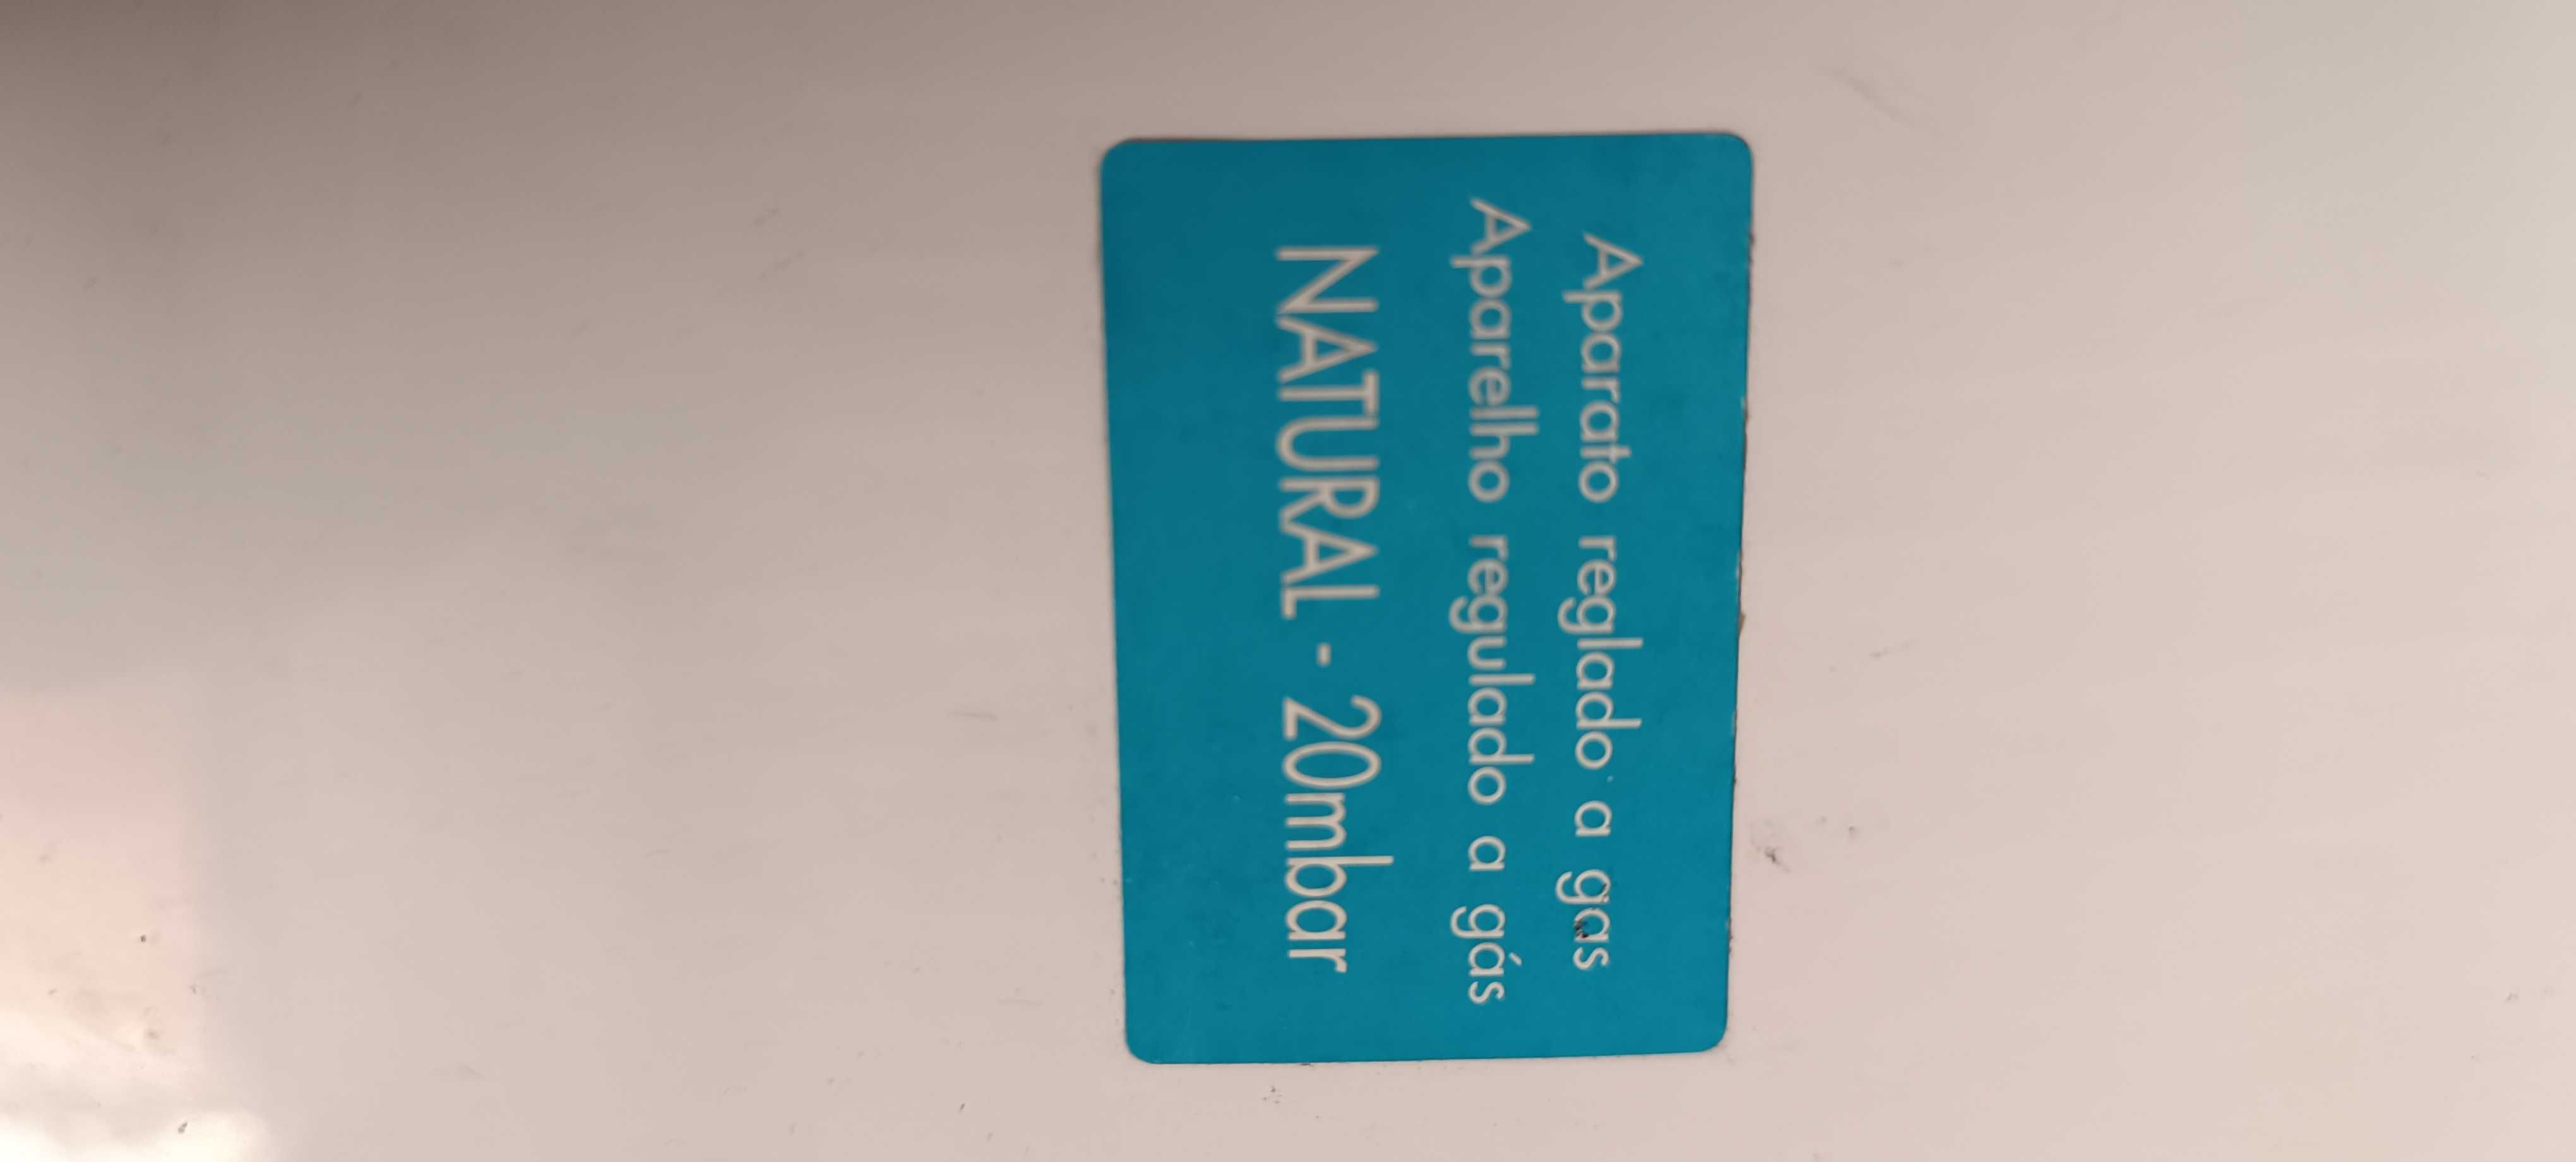 Aparato reglado a gas
Aparelho regulado a gás
NATURAL - 20mbar